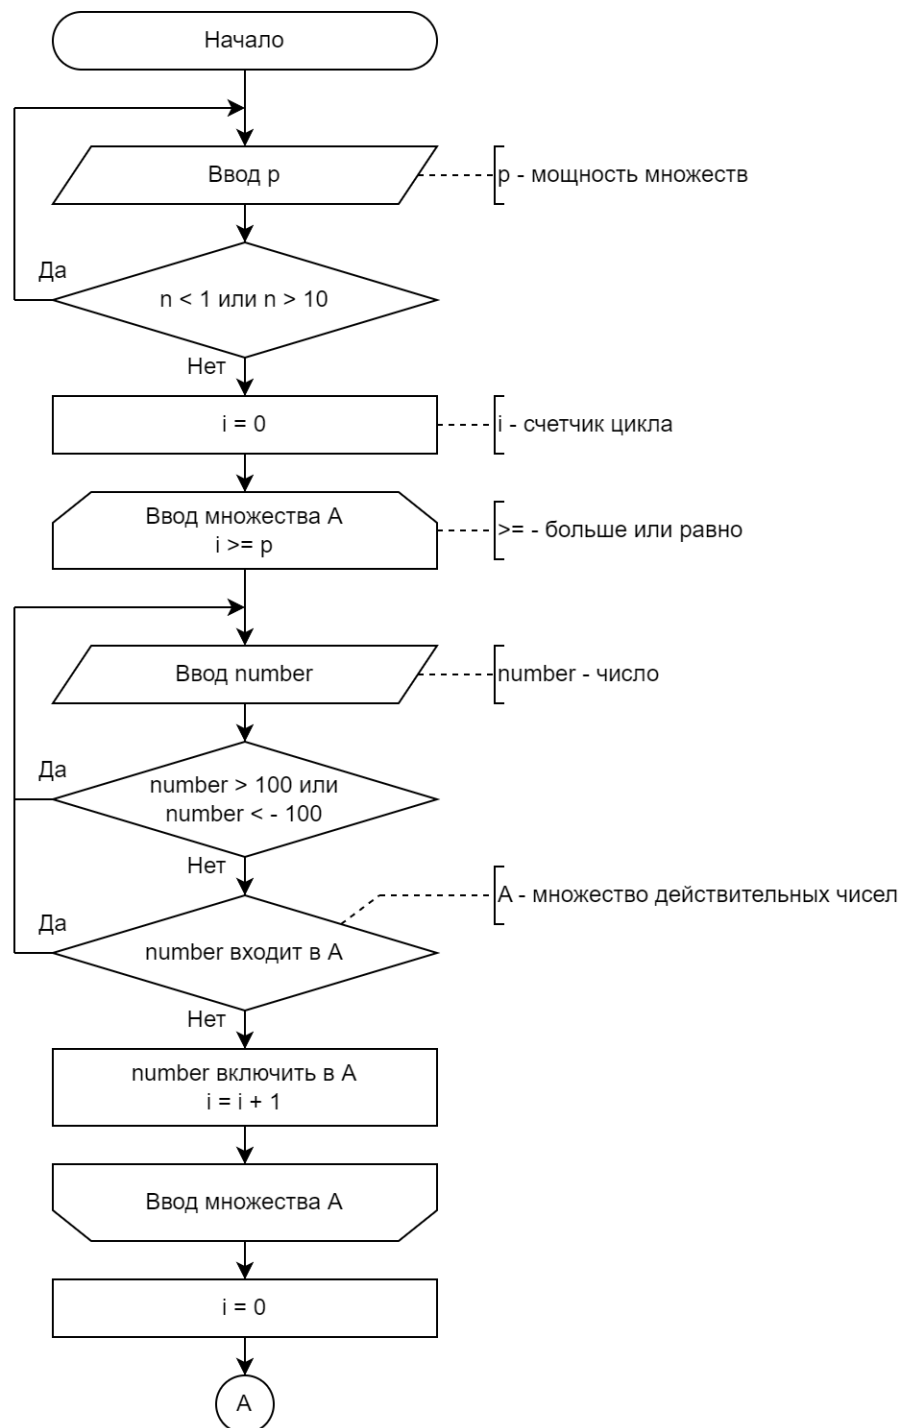 Начало
Ввод p
p - мощность множеств
Да
n < 1 или n > 10
Нет
i = 0
i - счетчик цикла
Ввод множества A
i >= p
>= - больше или равно
Ввод number
number - число
Да
number > 100 или
number < - 100
Нет
A - множество действительных чисел
Да
number входит в A
Нет
number включить в A
i = i + 1
Ввод множества A
i = 0
A